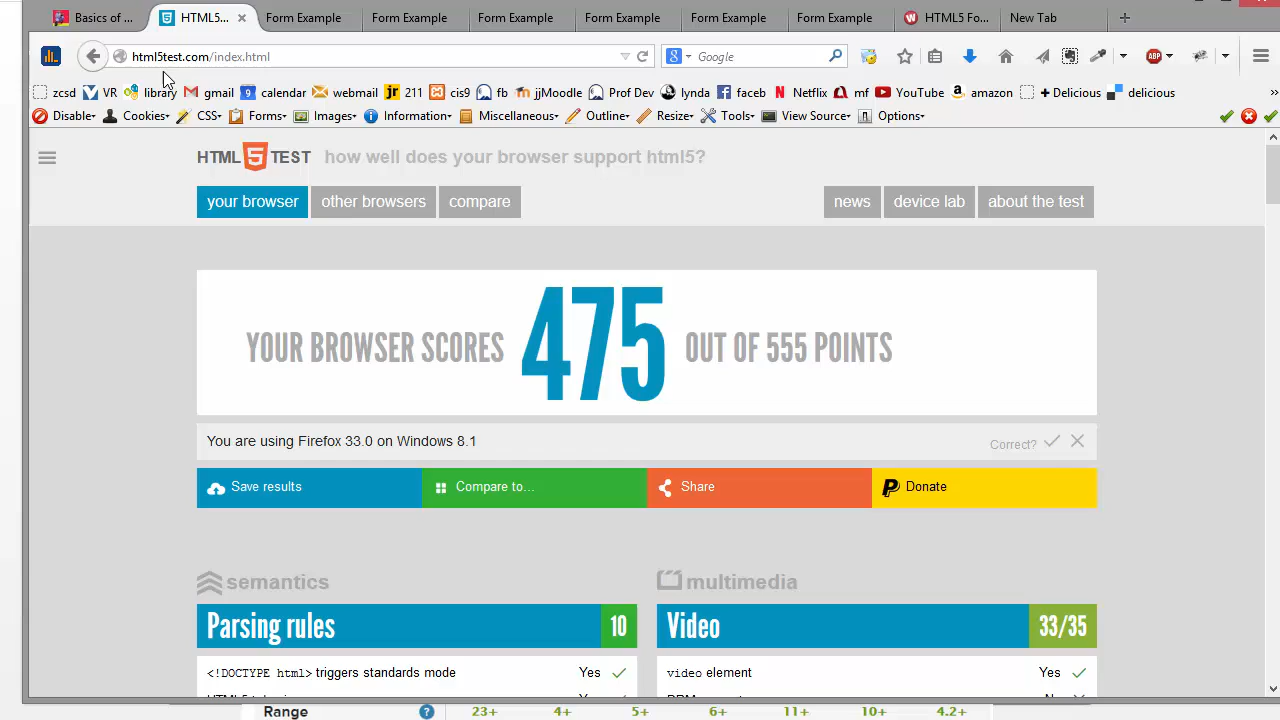 Basics of ... HTML5... Form Example Form Example Form Example Form Example Form Example Form Example HTML5 Fo... New Tab
html5test.com/index.html Google
zcsd VR library gmail calendar webmail 211 cis9 fb jjMoodle Prof Dev lynda faceb Netflix mf YouTube amazon + Delicious delicious
Disable Cookies CSS Forms Images Information Miscellaneous Outline Resize Tools View Source Options
HTML 5 TEST how well does your browser support html5?
your browser other browsers compare news device lab about the test
YOUR BROWSER SCORES 475 OUT OF 555 POINTS
You are using Firefox 33.0 on Windows 8.1 Correct?
Save results Compare to... Share Donate
semantics multimedia
Parsing rules 10 Video 33/35
<!DOCTYPE html> triggers standards mode Yes video element Yes
Range 23+ 4+ 5+ 6+ 11+ 10+ 4.2+